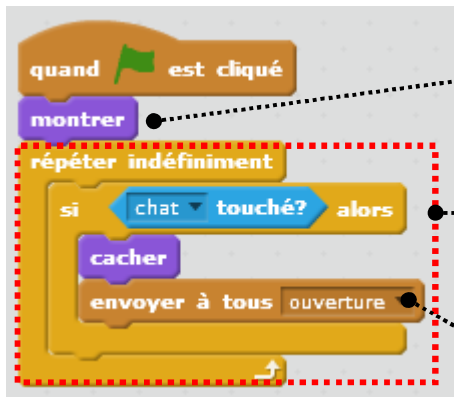 quand est cliqué
montrer
répéter indéfiniment
si chat touché? alors
cacher
envoyer à tous ouverture